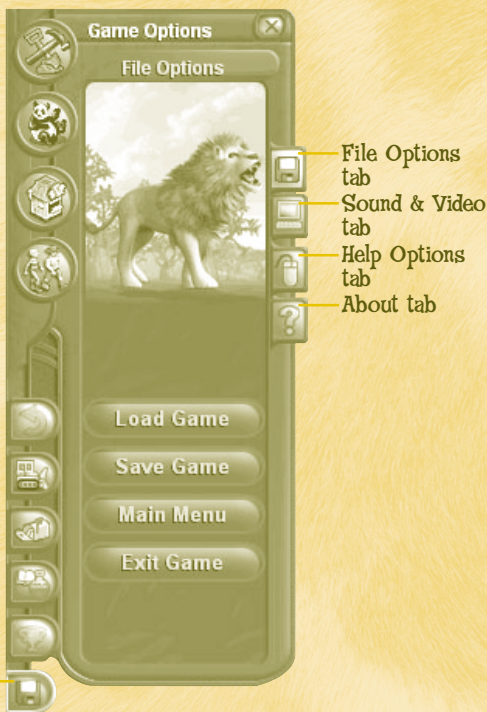 Game Options
File Options
File Options
tab
Sound & Video
tab
Help Options
tab
About tab
Load Game
Save Game
Main Menu
Exit Game